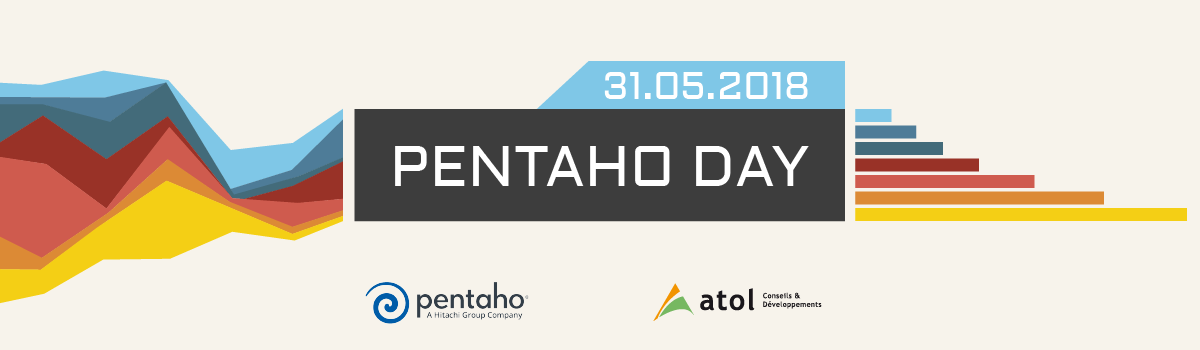 31.05.2018
PENTAHO DAY
pentaho
A Hitachi Group Company
atol
Conseils &
Développements